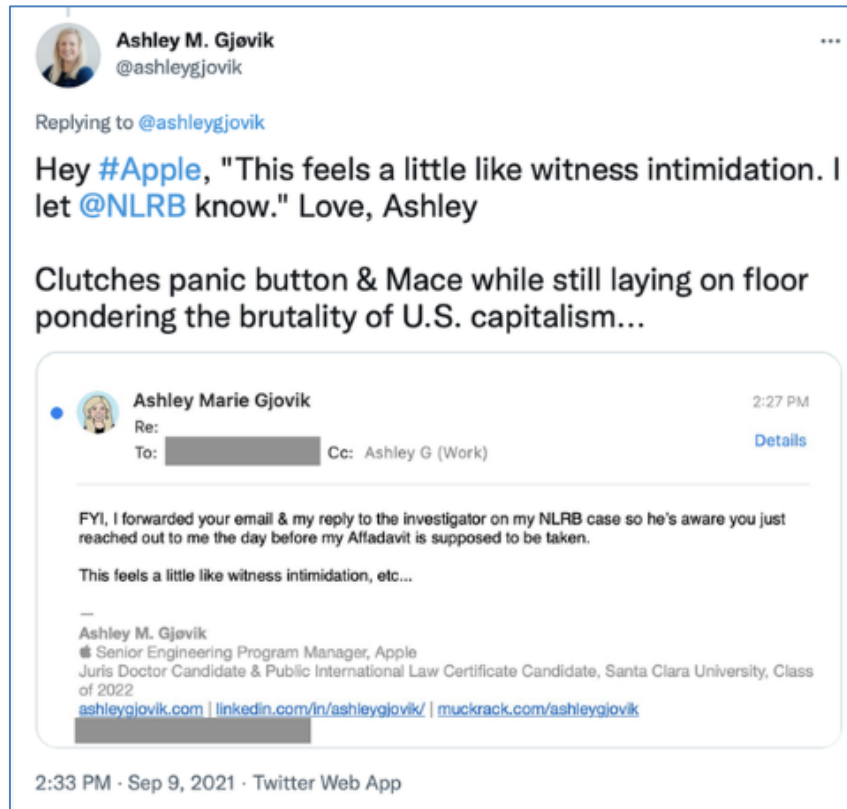 Ashley M. Gjøvik
@ashleygjovik
Replying to @ashleygjovik
Hey #Apple, "This feels a little like witness intimidation. I
let @NLRB know." Love, Ashley
Clutches panic button & Mace while still laying on floor
pondering the brutality of U.S. capitalism...
Ashley Marie Gjovik 2:27 PM
Re:
To: Cc: Ashley G (Work) Details
FYI, I forwarded your email & my reply to the investigator on my NLRB case so he's aware you just
reached out to me the day before my Affadavit is supposed to be taken.
This feels a little like witness intimidation, etc...
—
Ashley M. Gjøvik
 Senior Engineering Program Manager, Apple
Juris Doctor Candidate & Public International Law Certificate Candidate, Santa Clara University, Class
of 2022
ashleygjovik.com | linkedin.com/in/ashleygjovik/ | muckrack.com/ashleygjovik
2:33 PM · Sep 9, 2021 · Twitter Web App